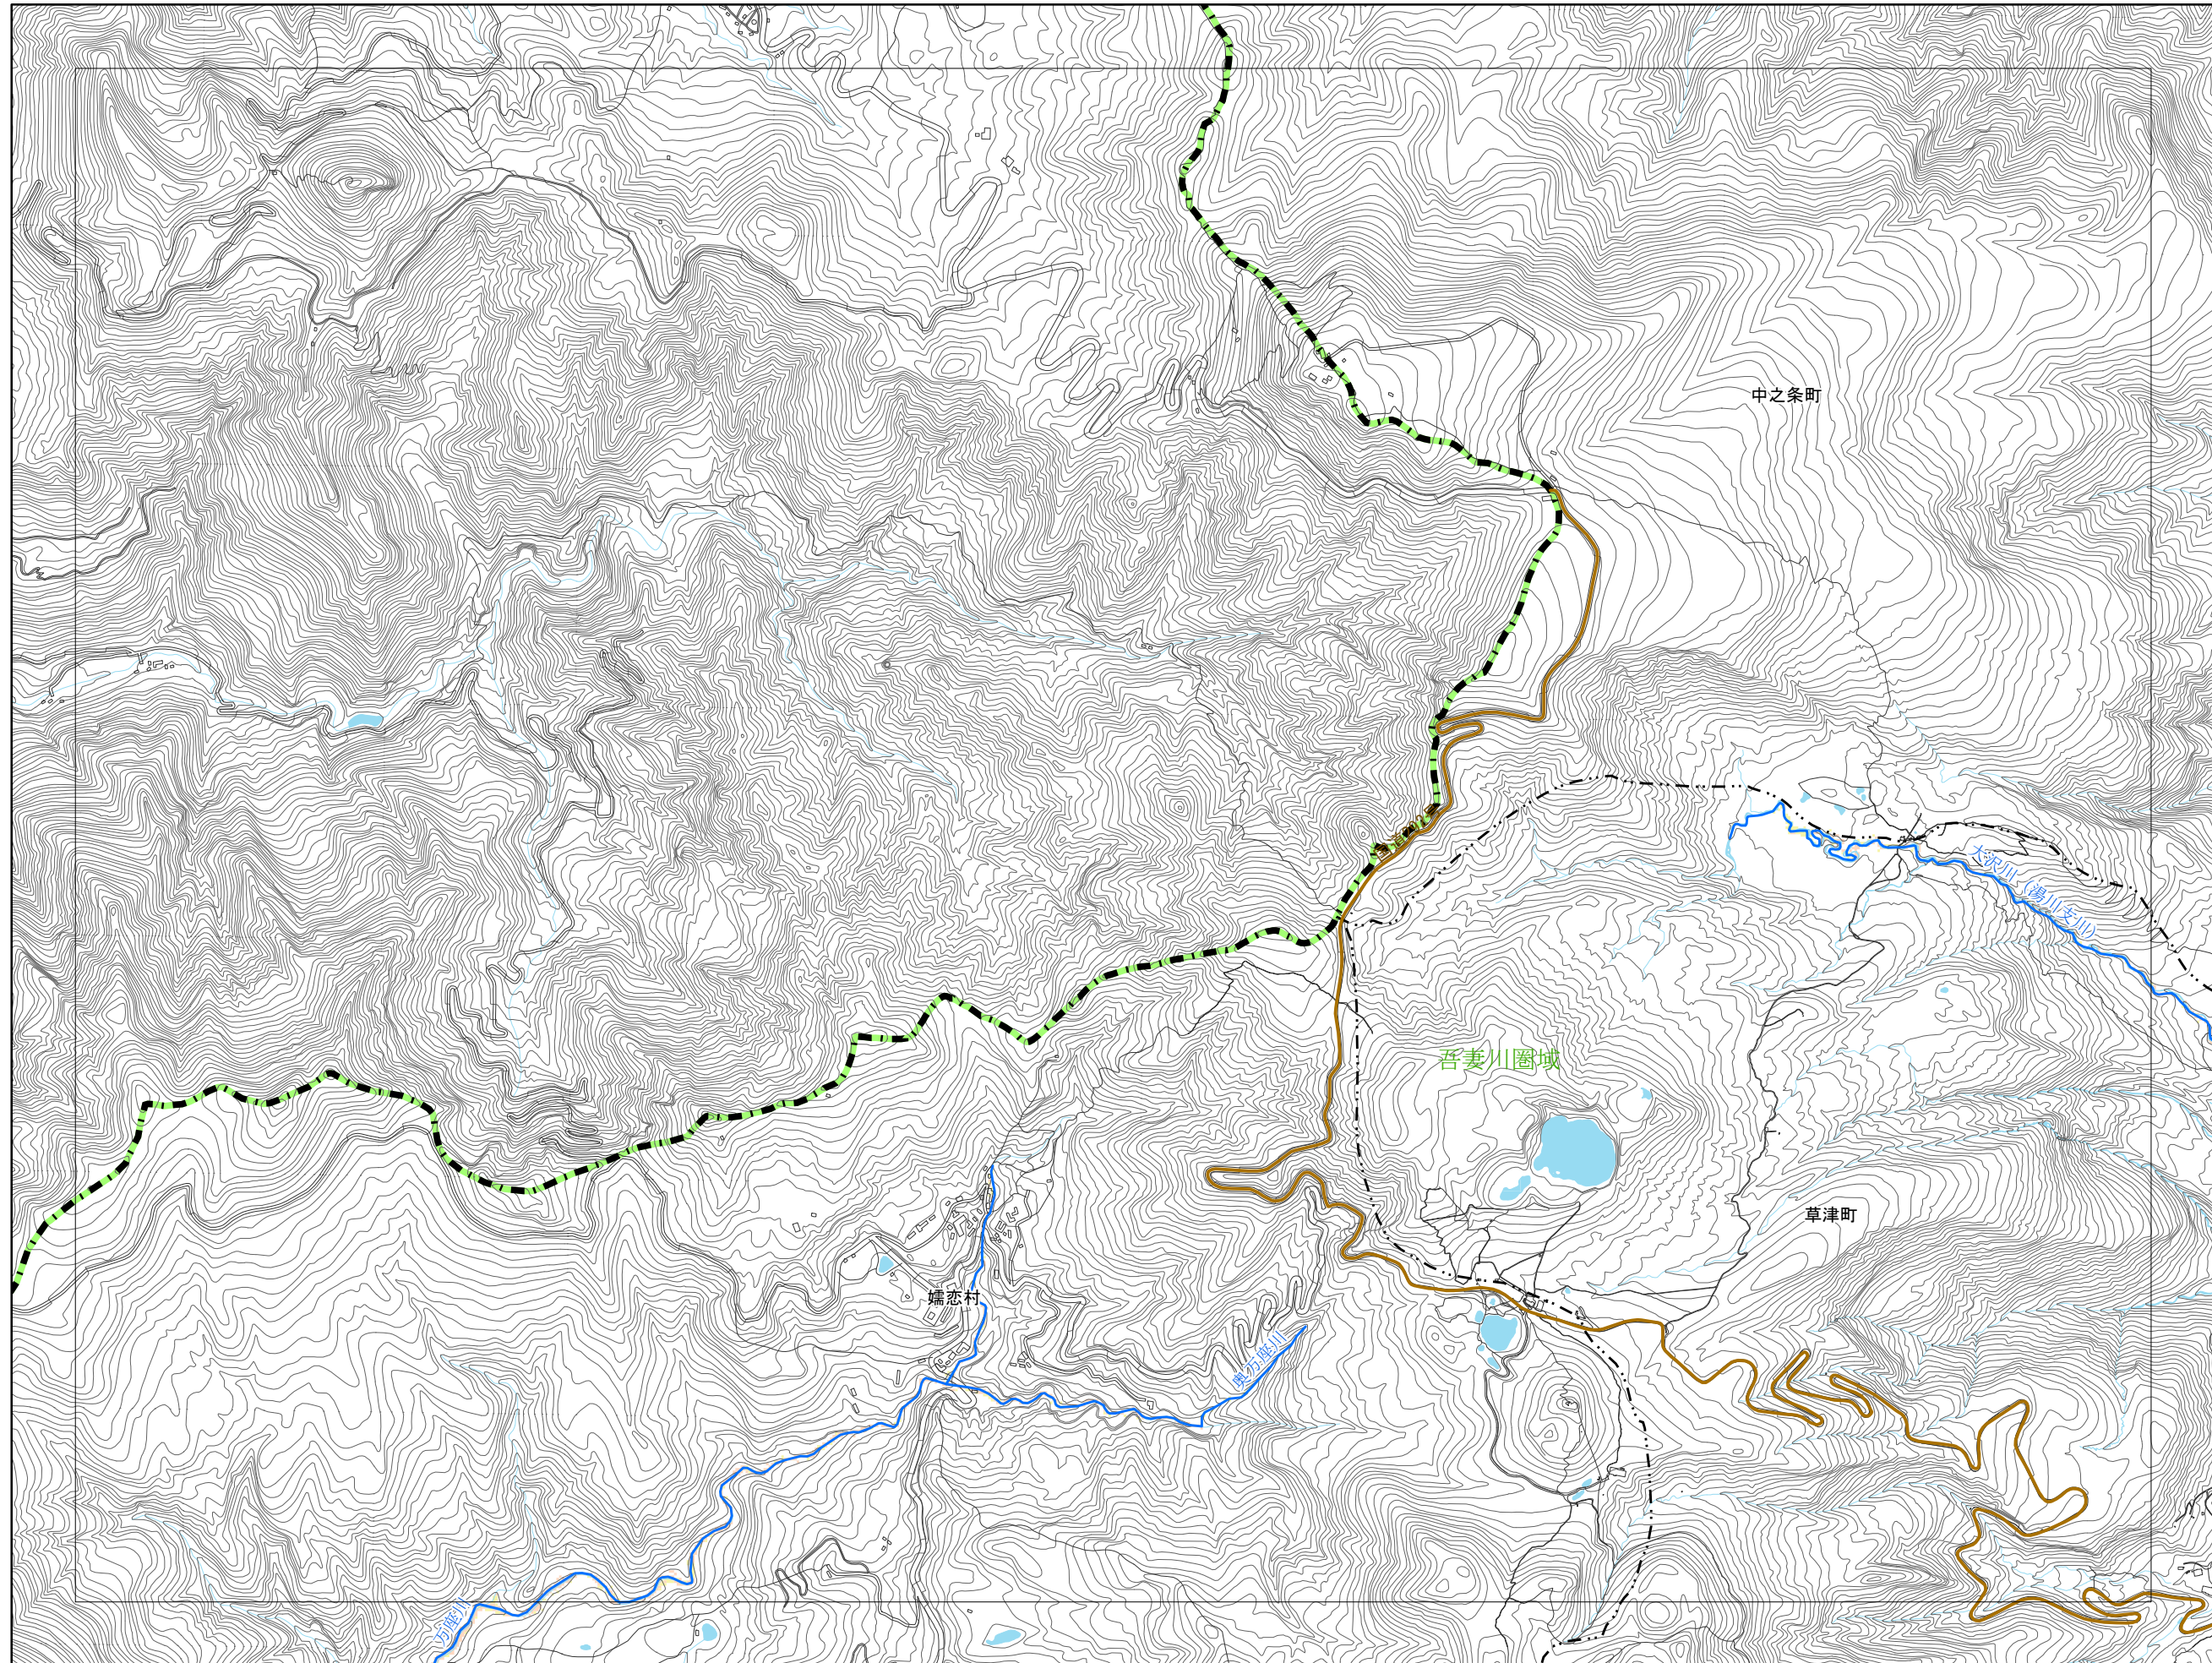 中之条町
大沢川（湯川支川）
吾妻川圏域
草津町
嬬恋村
奥万座川
万座川